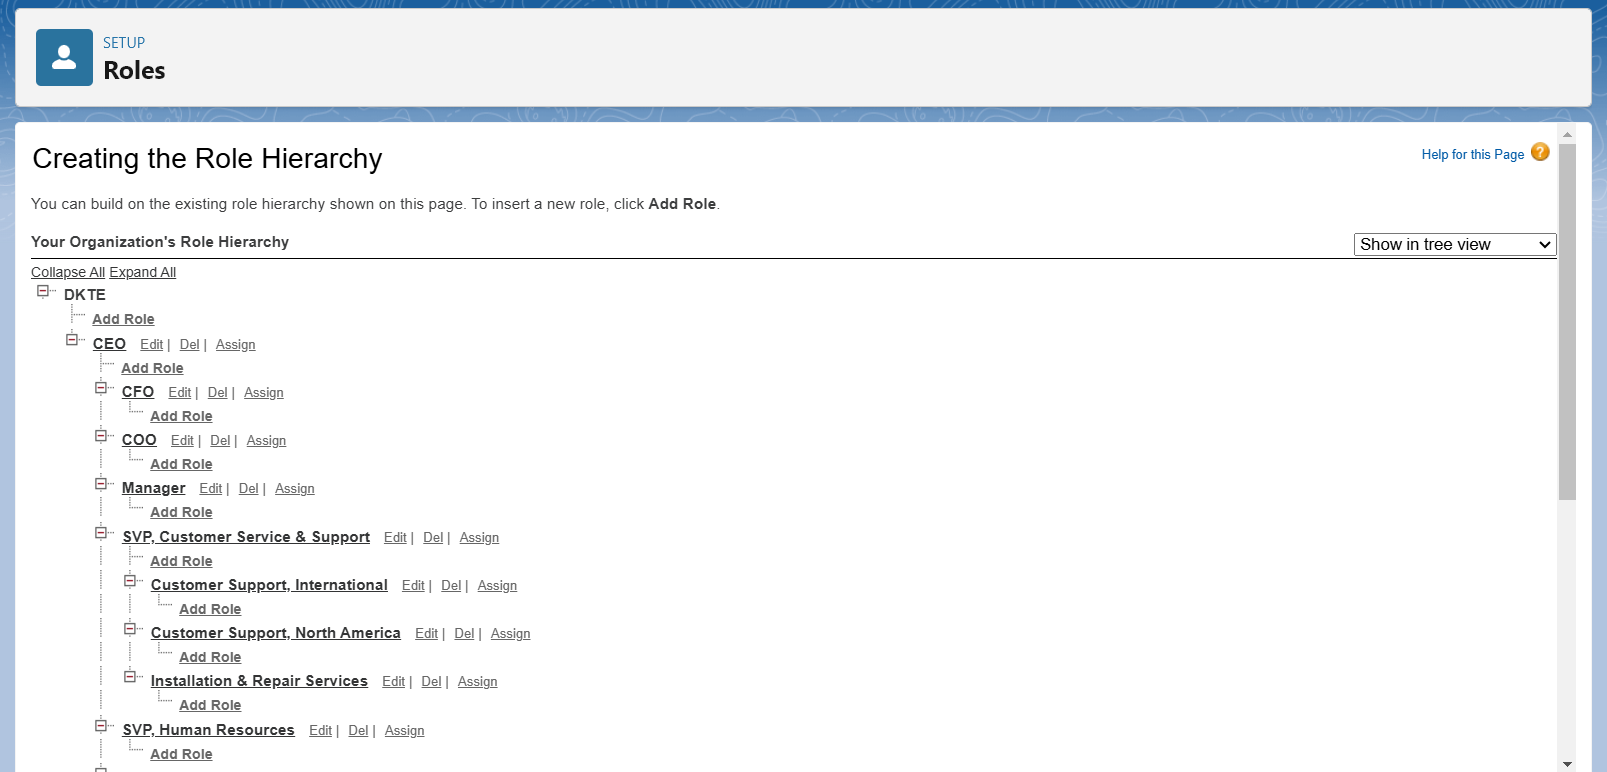 SETUP
Roles
Creating the Role Hierarchy
Help for this Page ?
You can build on the existing role hierarchy shown on this page. To insert a new role, click Add Role.
Your Organization's Role Hierarchy
Show in tree view
Collapse All Expand All
DKTE
Add Role
CEO Edit | Del | Assign
Add Role
CFO Edit | Del | Assign
Add Role
COO Edit | Del | Assign
Add Role
Manager Edit | Del | Assign
Add Role
SVP, Customer Service & Support Edit | Del | Assign
Add Role
Customer Support, International Edit | Del | Assign
Add Role
Customer Support, North America Edit | Del | Assign
Add Role
Installation & Repair Services Edit | Del | Assign
Add Role
SVP, Human Resources Edit | Del | Assign
Add Role